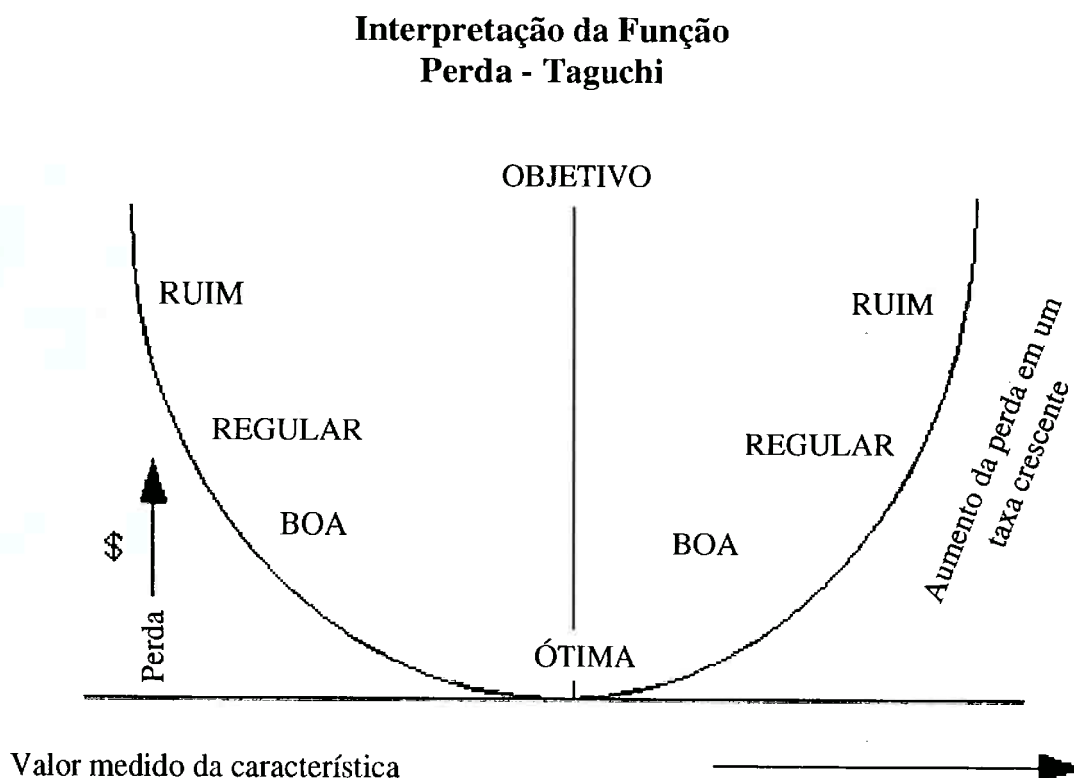 Interpretação da Função
Perda - Taguchi
OBJETIVO
RUIM
RUIM
REGULAR
REGULAR
BOA
BOA
ÓTIMA
$
Perda
Aumento da perda em um
taxa crescente
Valor medido da característica